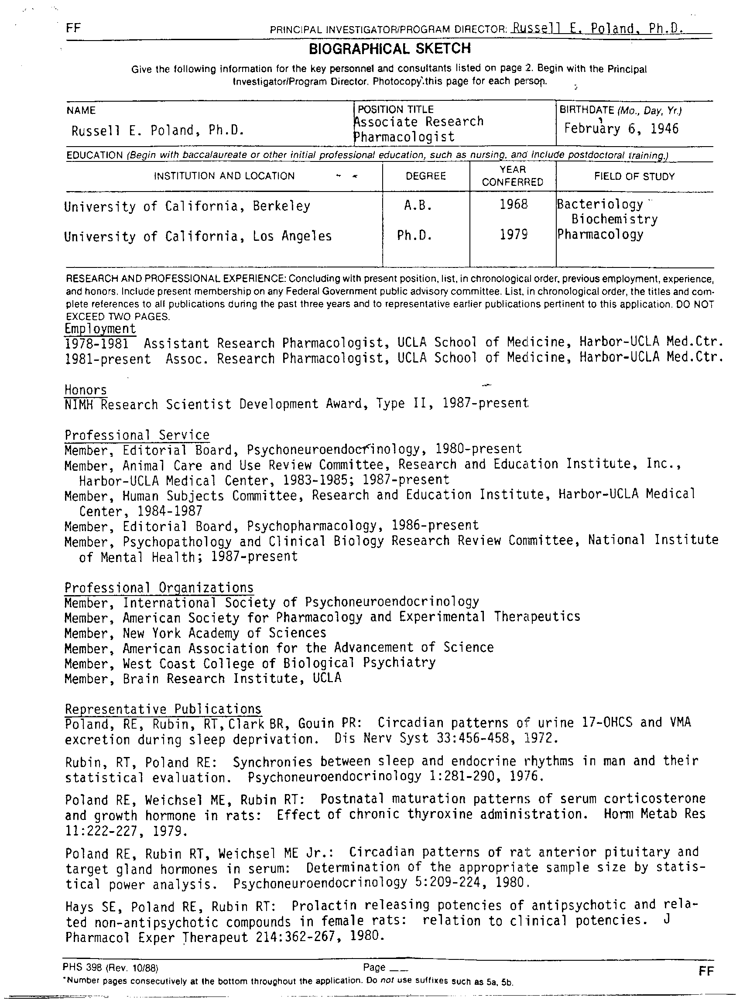 FF
PRINCIPAL INVESTIGATOR/PROGRAM DIRECTOR: Russell E. Poland, Ph.D.
BIOGRAPHICAL SKETCH
Give the following information for the key personnel and consultants listed on page 2. Begin with the Principal
Investigator/Program Director. Photocopy this page for each person.
NAME
Russell E. Poland, Ph.D.
POSITION TITLE
Associate Research
Pharmacologist
BIRTHDATE (Mo., Day, Yr.)
February 6, 1946
EDUCATION (Begin with baccalaureate or other initial professional education, such as nursing, and include postdoctoral training.)
INSTITUTION AND LOCATION
DEGREE
YEAR
CONFERRED
FIELD OF STUDY
University of California, Berkeley
A.B.
1968
Bacteriology
Biochemistry
University of California, Los Angeles
Ph.D.
1979
Pharmacology
RESEARCH AND PROFESSIONAL EXPERIENCE: Concluding with present position, list, in chronological order, previous employment, experience,
and honors. Include present membership on any Federal Government public advisory committee. List, in chronological order, the titles and com-
plete references to all publications during the past three years and to representative earlier publications pertinent to this application. DO NOT
EXCEED TWO PAGES.
Employment
1978-1981 Assistant Research Pharmacologist, UCLA School of Medicine, Harbor-UCLA Med.Ctr.
1981-present Assoc. Research Pharmacologist, UCLA School of Medicine, Harbor-UCLA Med.Ctr.
Honors
NIMH Research Scientist Development Award, Type II, 1987-present
Professional Service
Member, Editorial Board, Psychoneuroendocrinology, 1980-present
Member, Animal Care and Use Review Committee, Research and Education Institute, Inc.,
Harbor-UCLA Medical Center, 1983-1985; 1987-present
Member, Human Subjects Committee, Research and Education Institute, Harbor-UCLA Medical
Center, 1984-1987
Member, Editorial Board, Psychopharmacology, 1986-present
Member, Psychopathology and Clinical Biology Research Review Committee, National Institute
of Mental Health; 1987-present
Professional Organizations
Member, International Society of Psychoneuroendocrinology
Member, American Society for Pharmacology and Experimental Therapeutics
Member, New York Academy of Sciences
Member, American Association for the Advancement of Science
Member, West Coast College of Biological Psychiatry
Member, Brain Research Institute, UCLA
Representative Publications
Poland, RE, Rubin, RT, Clark BR, Gouin PR: Circadian patterns of urine 17-OHCS and VMA
excretion during sleep deprivation. Dis Nerv Syst 33:456-458, 1972.
Rubin, RT, Poland RE: Synchronies between sleep and endocrine rhythms in man and their
statistical evaluation. Psychoneuroendocrinology 1:281-290, 1976.
Poland RE, Weichsel ME, Rubin RT: Postnatal maturation patterns of serum corticosterone
and growth hormone in rats: Effect of chronic thyroxine administration. Horm Metab Res
11:222-227, 1979.
Poland RE, Rubin RT, Weichsel ME Jr.: Circadian patterns of rat anterior pituitary and
target gland hormones in serum: Determination of the appropriate sample size by statis-
tical power analysis. Psychoneuroendocrinology 5:209-224, 1980.
Hays SE, Poland RE, Rubin RT: Prolactin releasing potencies of antipsychotic and rela-
ted non-antipsychotic compounds in female rats: relation to clinical potencies. J
Pharmacol Exper Therapeut 214:362-267, 1980.
PHS 398 (Rev. 10/88)
Page __
FF
*Number pages consecutively at the bottom throughout the application. Do not use suffixes such as 5a, 5b.